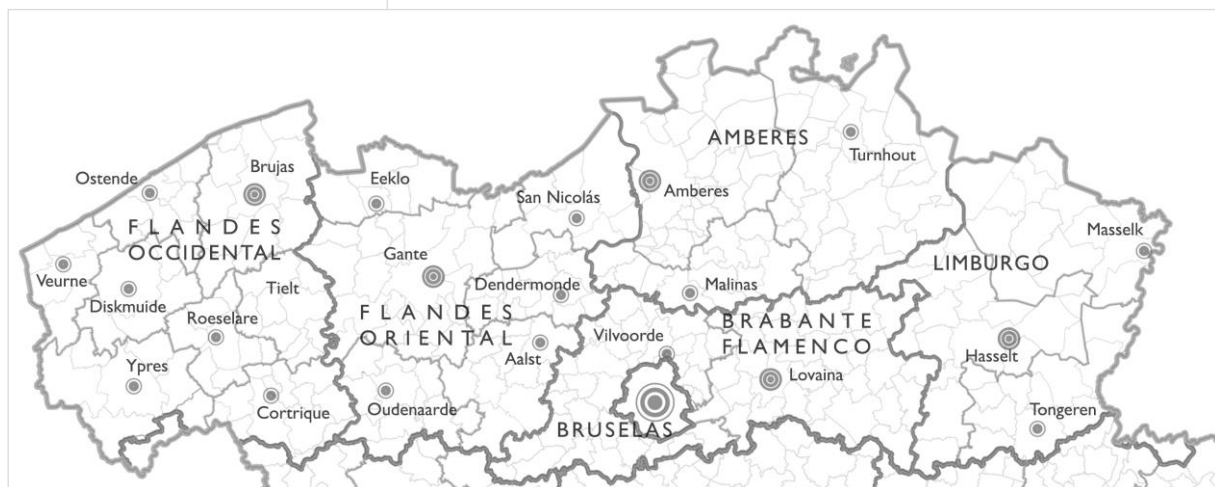 AMBERES
Turnhout
Brujas
Ostende
Eeklo
Amberes
San Nicolás
FLANDES
OCCIDENTAL
Masselk
Gante
LIMBURGO
Veurne
Diskmuide
Tielt
Dendermonde
Malinas
Roeselare
FLANDES
ORIENTAL
Vilvoorde
BRABANTE
FLAMENCO
Aalst
Hasselt
Ypres
Lovaina
Cortrique
Oudenaarde
BRUSELAS
Tongeren